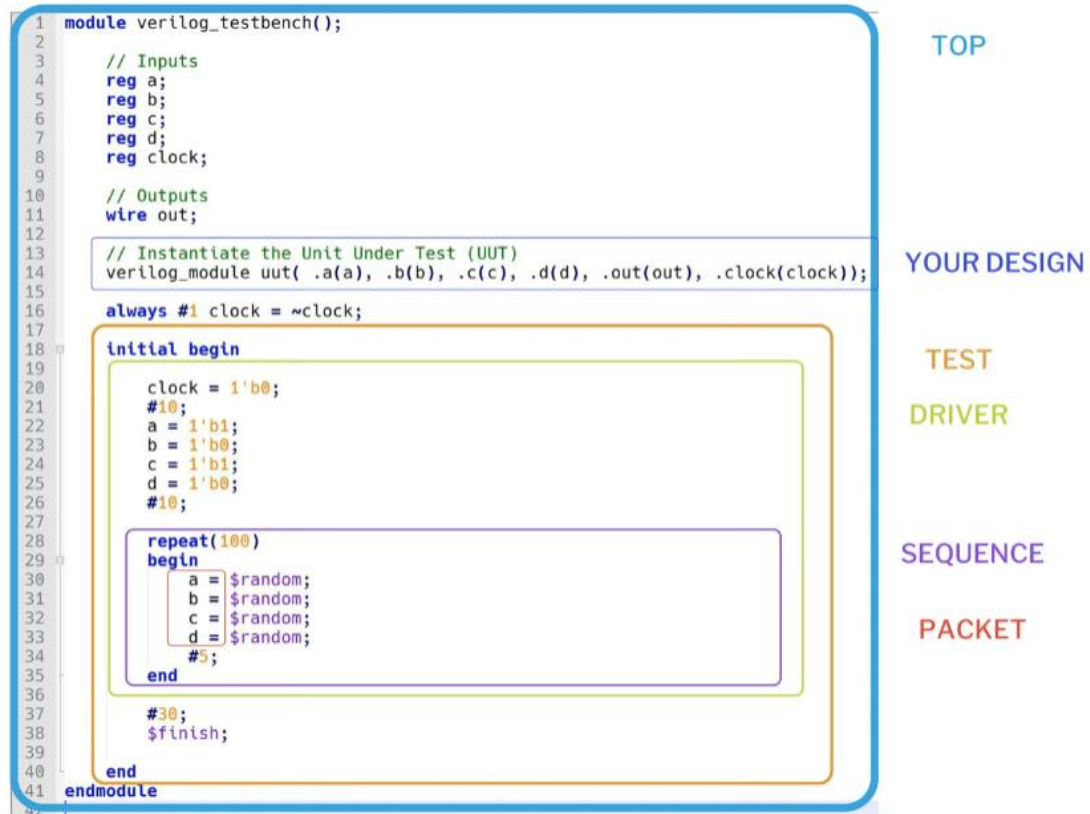 1 module verilog_testbench();
2
3 // Inputs
4 reg a;
5 reg b;
6 reg c;
7 reg d;
8 reg clock;
9
10 // Outputs
11 wire out;
12
13 // Instantiate the Unit Under Test (UUT)
14 verilog_module uut( .a(a), .b(b), .c(c), .d(d), .out(out), .clock(clock));
15
16 always #1 clock = ~clock;
17
18 initial begin
19
20 clock = 1'b0;
21 #10;
22 a = 1'b1;
23 b = 1'b0;
24 c = 1'b1;
25 d = 1'b0;
26 #10;
27
28 repeat(100)
29 begin
30 a = $random;
31 b = $random;
32 c = $random;
33 d = $random;
34 #5;
35 end
36
37 #30;
38 $finish;
39
40 end
41 endmodule
42
TOP
YOUR DESIGN
TEST
DRIVER
SEQUENCE
PACKET